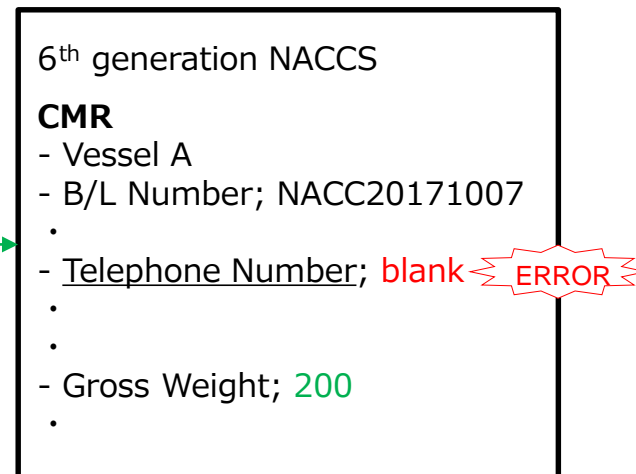 6th generation NACCS
CMR
- Vessel A
- B/L Number; NACC20171007
・
- Telephone Number; blank ERROR
・
・
- Gross Weight; 200
・